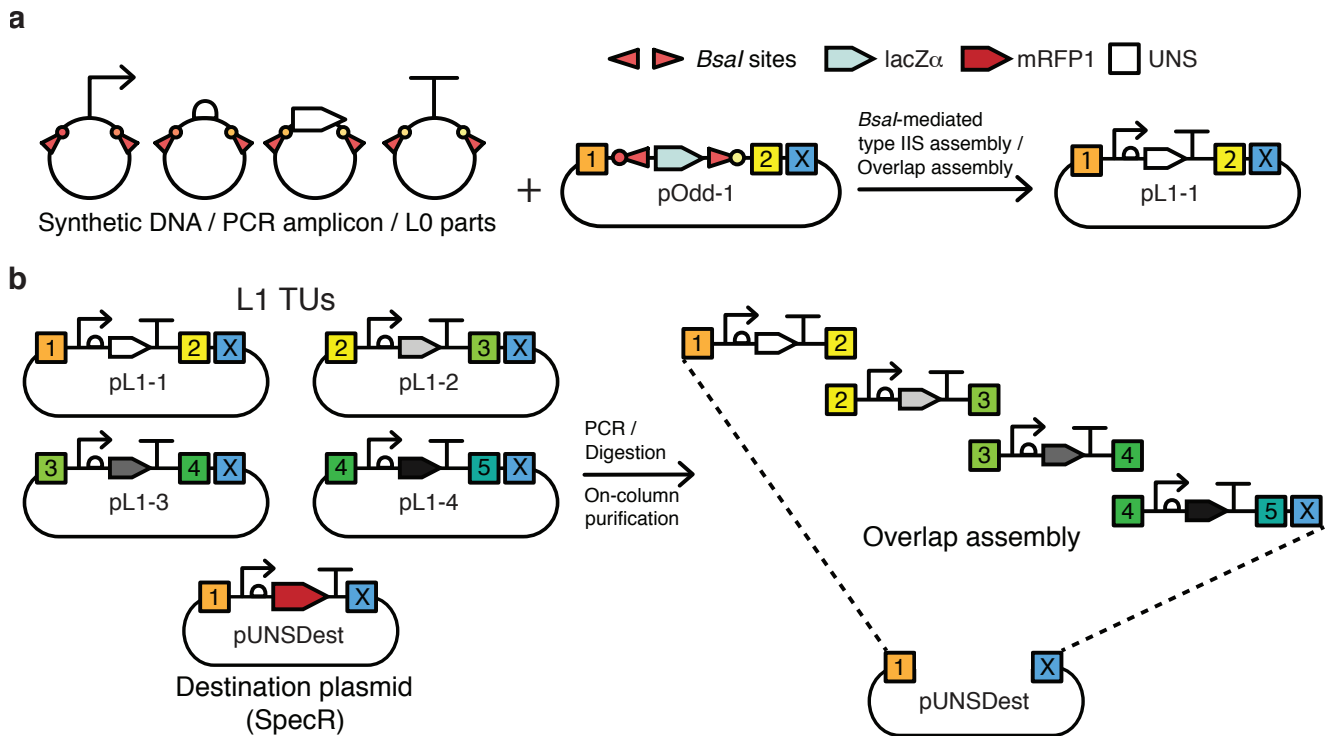 a
BsaI sites
lacZα
mRFP1
UNS
1
2
X
pOdd-1
+
BsaI-mediated
type IIS assembly /
Overlap assembly
1
2
X
pL1-1
Synthetic DNA / PCR amplicon / L0 parts
b
L1 TUs
1
2
X
pL1-1
2
3
X
pL1-2
3
4
X
pL1-3
4
5
X
pL1-4
PCR /
Digestion
On-column
purification
1
2
2
3
3
4
4
5
X
Overlap assembly
1
X
pUNSDest
Destination plasmid
(SpecR)
1
X
pUNSDest